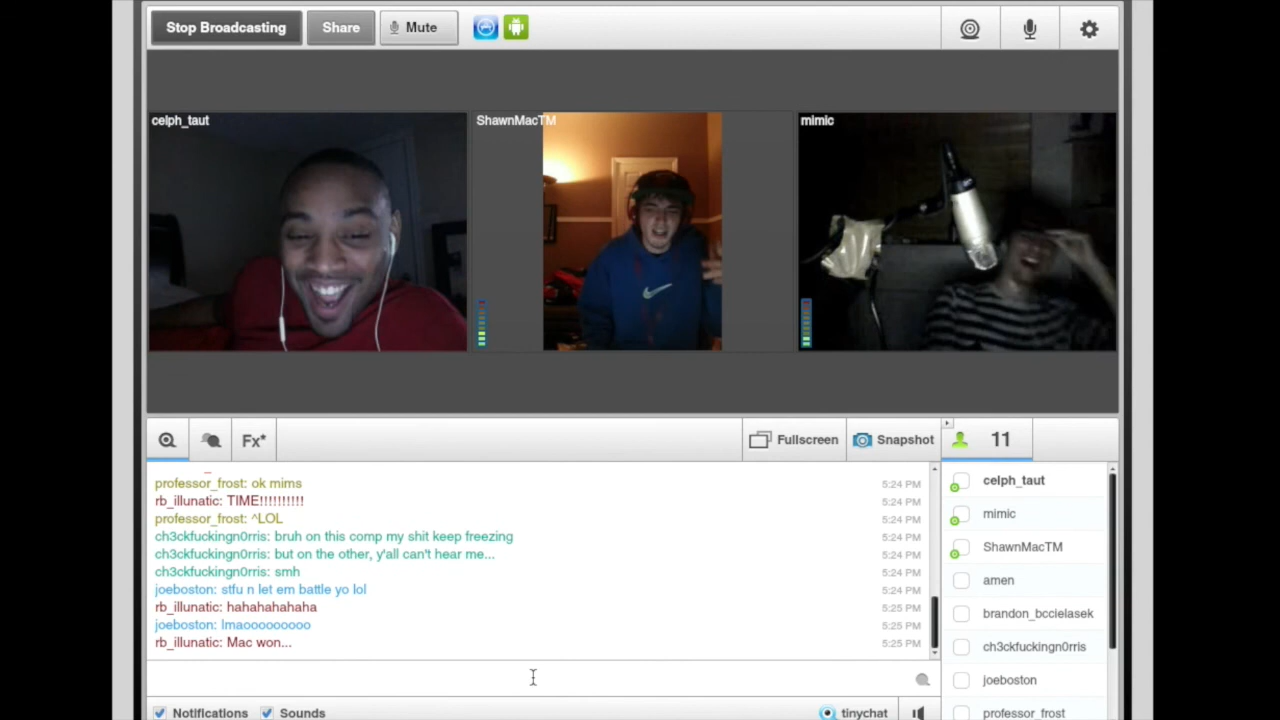 Stop Broadcasting Share Mute
celph_taut ShawnMacTM mimic
Fx* Fullscreen Snapshot 11
professor_frost: ok mims 5:24 PM
rb_illunatic: TIME!!!!!!!!!! 5:24 PM
professor_frost: ^LOL 5:24 PM
ch3ckfuckingn0rris: bruh on this comp my shit keep freezing 5:24 PM
ch3ckfuckingn0rris: but on the other, y'all can't hear me... 5:24 PM
ch3ckfuckingn0rris: smh 5:24 PM
joeboston: stfu n let em battle yo lol 5:24 PM
rb_illunatic: hahahahahaha 5:25 PM
joeboston: lmaooooooooo 5:25 PM
rb_illunatic: Mac won... 5:25 PM
celph_taut
mimic
ShawnMacTM
amen
brandon_bccielasek
ch3ckfuckingn0rris
joeboston
professor_frost
Notifications Sounds tinychat